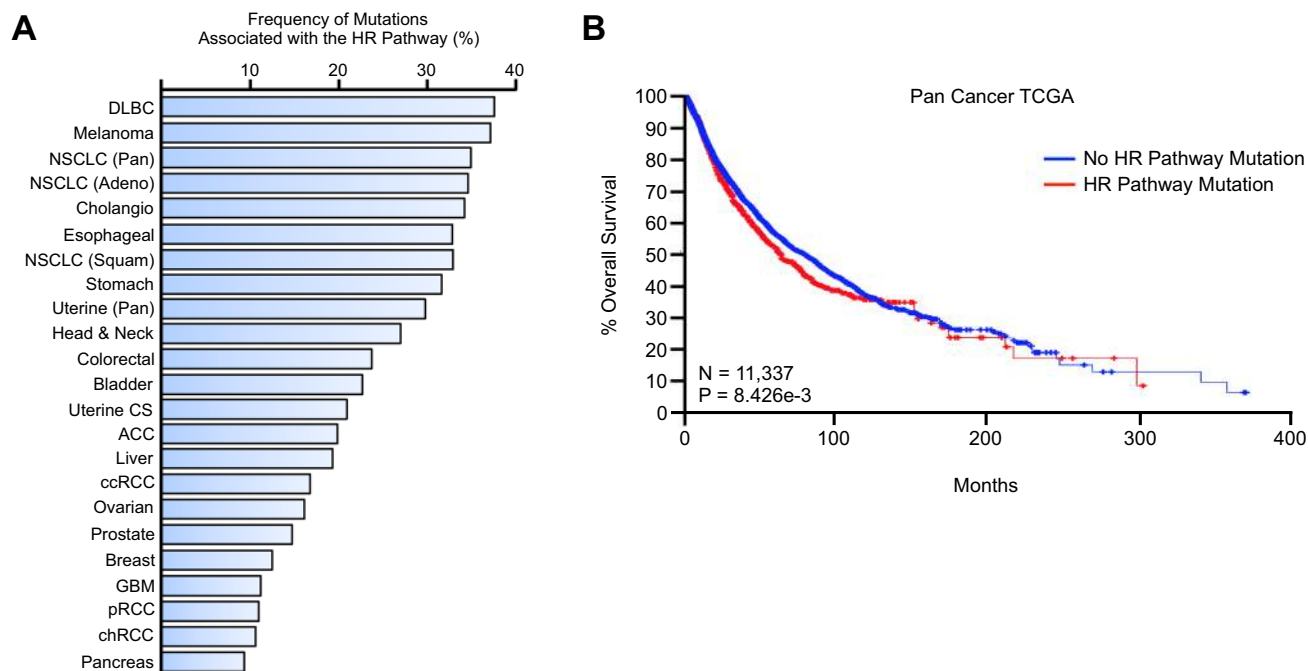 A
Frequency of Mutations
Associated with the HR Pathway (%)
10 20 30 40
DLBC
Melanoma
NSCLC (Pan)
NSCLC (Adeno)
Cholangio
Esophageal
NSCLC (Squam)
Stomach
Uterine (Pan)
Head & Neck
Colorectal
Bladder
Uterine CS
ACC
Liver
ccRCC
Ovarian
Prostate
Breast
GBM
pRCC
chRCC
Pancreas
B
Pan Cancer TCGA
No HR Pathway Mutation
HR Pathway Mutation
% Overall Survival
100
90
80
70
60
50
40
30
20
10
0
N = 11,337
P = 8.426e-3
0 100 200 300 400
Months